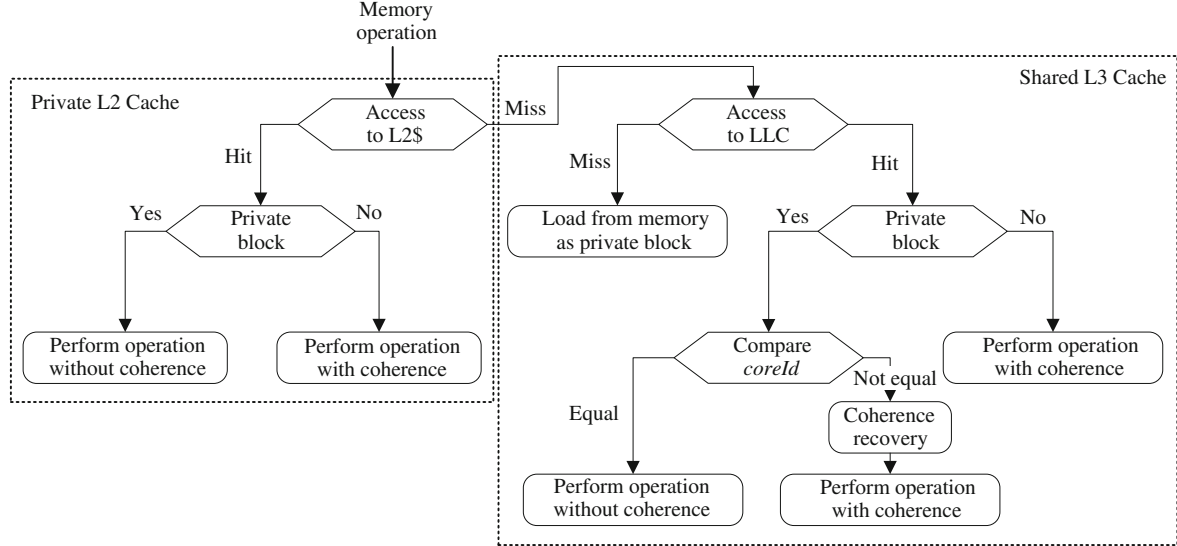 Memory
operation
Private L2 Cache
Shared L3 Cache
Access
to L2$
Miss
Access
to LLC
Hit
Miss
Hit
Yes
Private
block
No
Load from memory
as private block
Yes
Private
block
No
Perform operation
without coherence
Perform operation
with coherence
Compare
coreId
Perform operation
with coherence
Not equal
Equal
Coherence
recovery
Perform operation
without coherence
Perform operation
with coherence